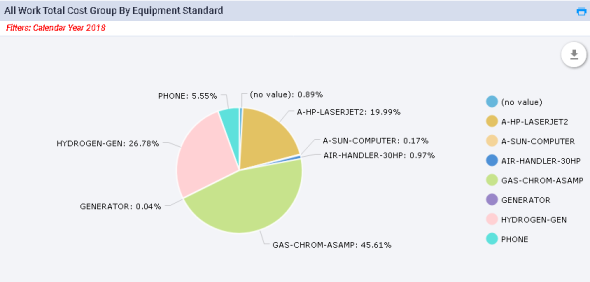 All Work Total Cost Group By Equipment Standard
Filters: Calendar Year 2018
(no value): 0.89%
PHONE: 5.55%
A-HP-LASERJET2: 19.99%
A-SUN-COMPUTER: 0.17%
HYDROGEN-GEN: 26.78%
AIR-HANDLER-30HP: 0.97%
GENERATOR: 0.04%
GAS-CHROM-ASAMP: 45.61%
(no value)
A-HP-LASERJET2
A-SUN-COMPUTER
AIR-HANDLER-30HP
GAS-CHROM-ASAMP
GENERATOR
HYDROGEN-GEN
PHONE